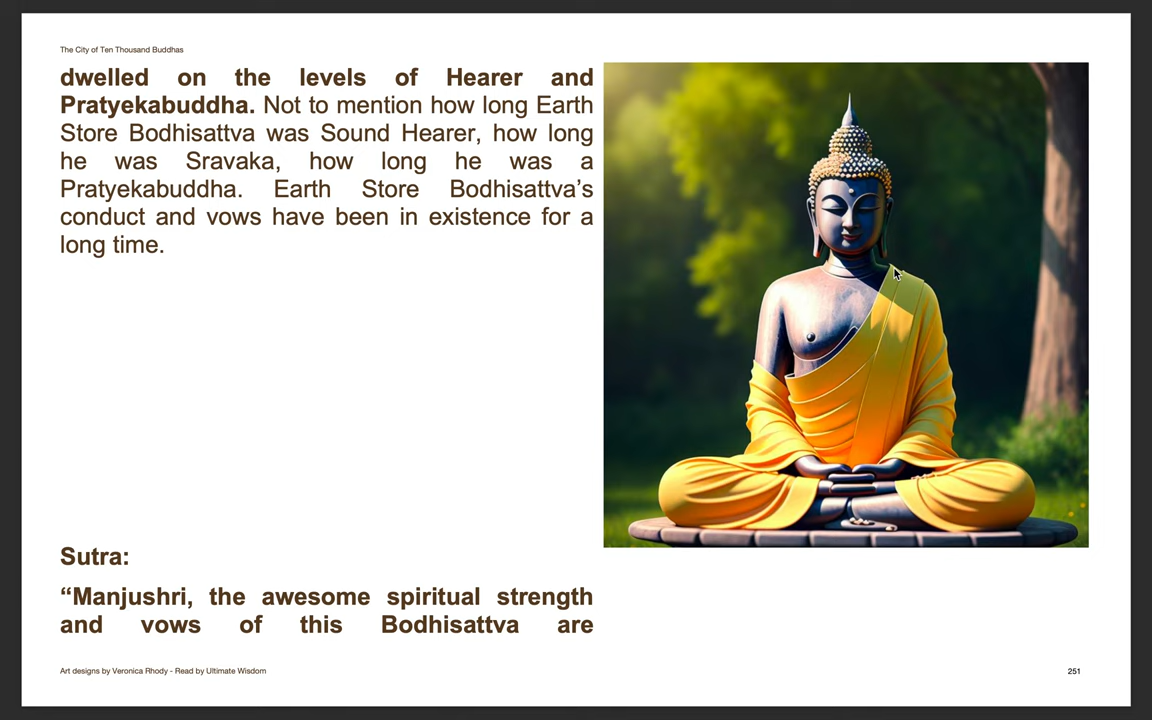 The City of Ten Thousand Buddhas
dwelled on the levels of Hearer and
Pratyekabuddha. Not to mention how long Earth
Store Bodhisattva was Sound Hearer, how long
he was Sravaka, how long he was a
Pratyekabuddha. Earth Store Bodhisattva’s
conduct and vows have been in existence for a
long time.
Sutra:
“Manjushri, the awesome spiritual strength
and vows of this Bodhisattva are
Art designs by Veronica Rhody - Read by Ultimate Wisdom
251